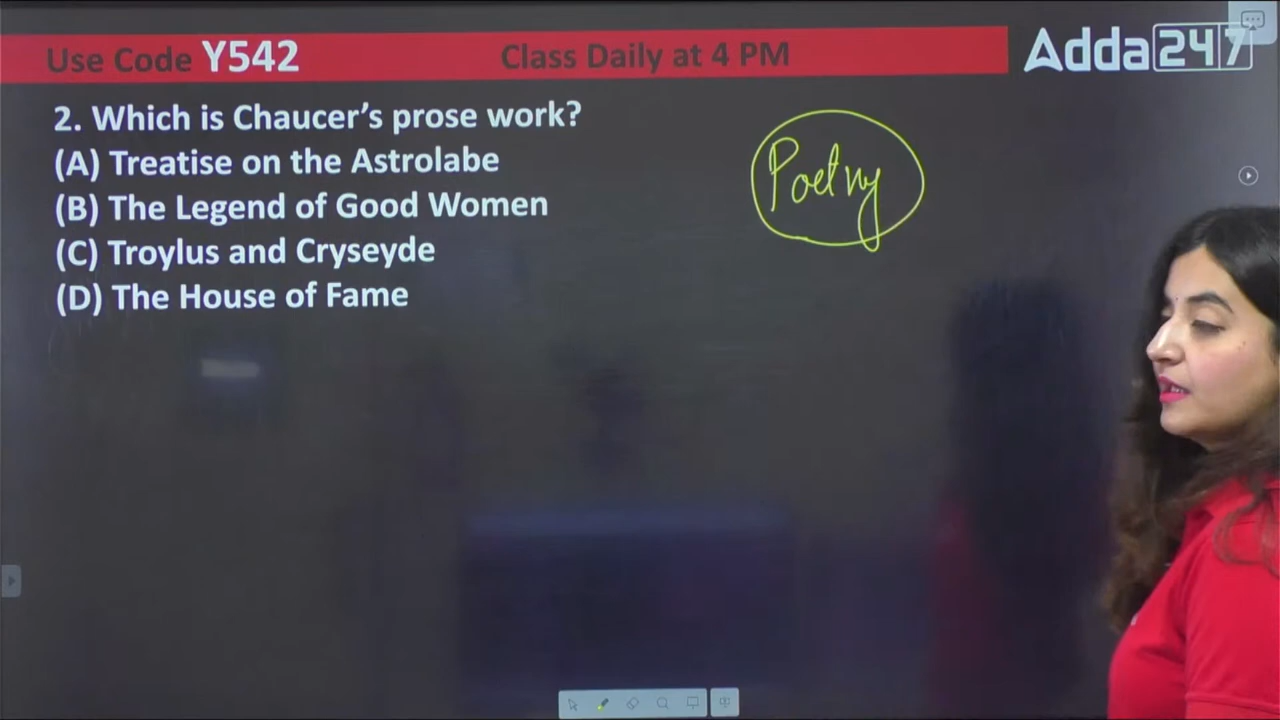 Use Code Y542 Class Daily at 4 PM Adda247
2. Which is Chaucer's prose work?
(A) Treatise on the Astrolabe
(B) The Legend of Good Women
(C) Troylus and Cryseyde
(D) The House of Fame
Poetry